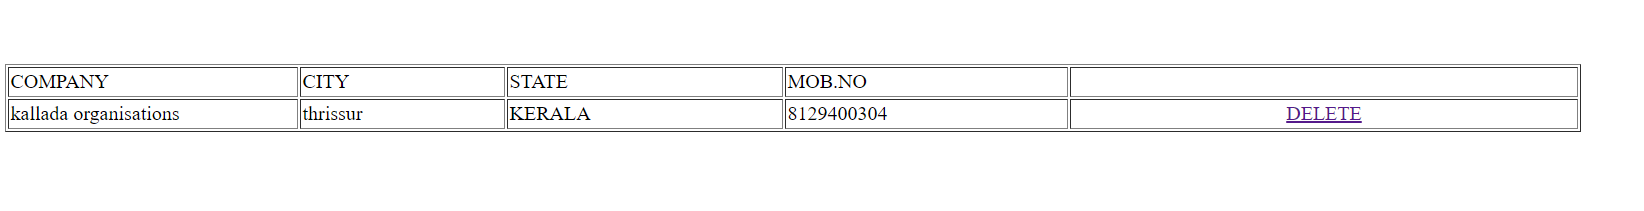 COMPANY CITY STATE MOB.NO
kallada organisations thrissur KERALA 8129400304 DELETE